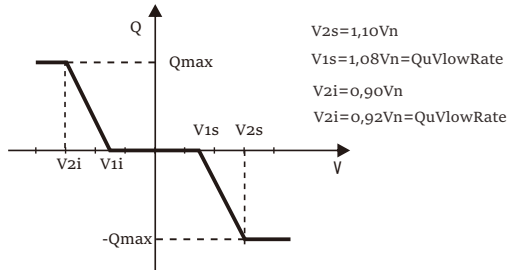 Q
V2s=1,10Vn
V1s=1,08Vn=QuVlowRate
V2i=0,90Vn
V2i=0,92Vn=QuVlowRate
Qmax
V1s V2s
V2i V1i
V
-Qmax